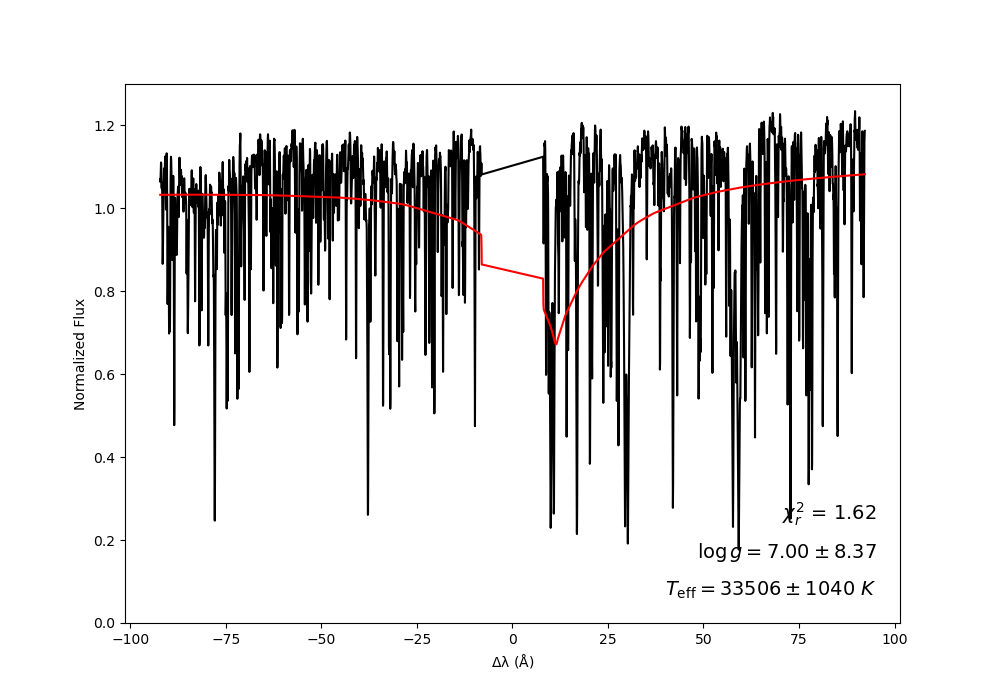 1.2
1.0
0.8
0.6
0.4
0.2
0.0
Normalized Flux
χ²ᵣ = 1.62
log g = 7.00 ± 8.37
T_eff = 33506 ± 1040 K
−100 −75 −50 −25 0 25 50 75 100
Δλ (Å)